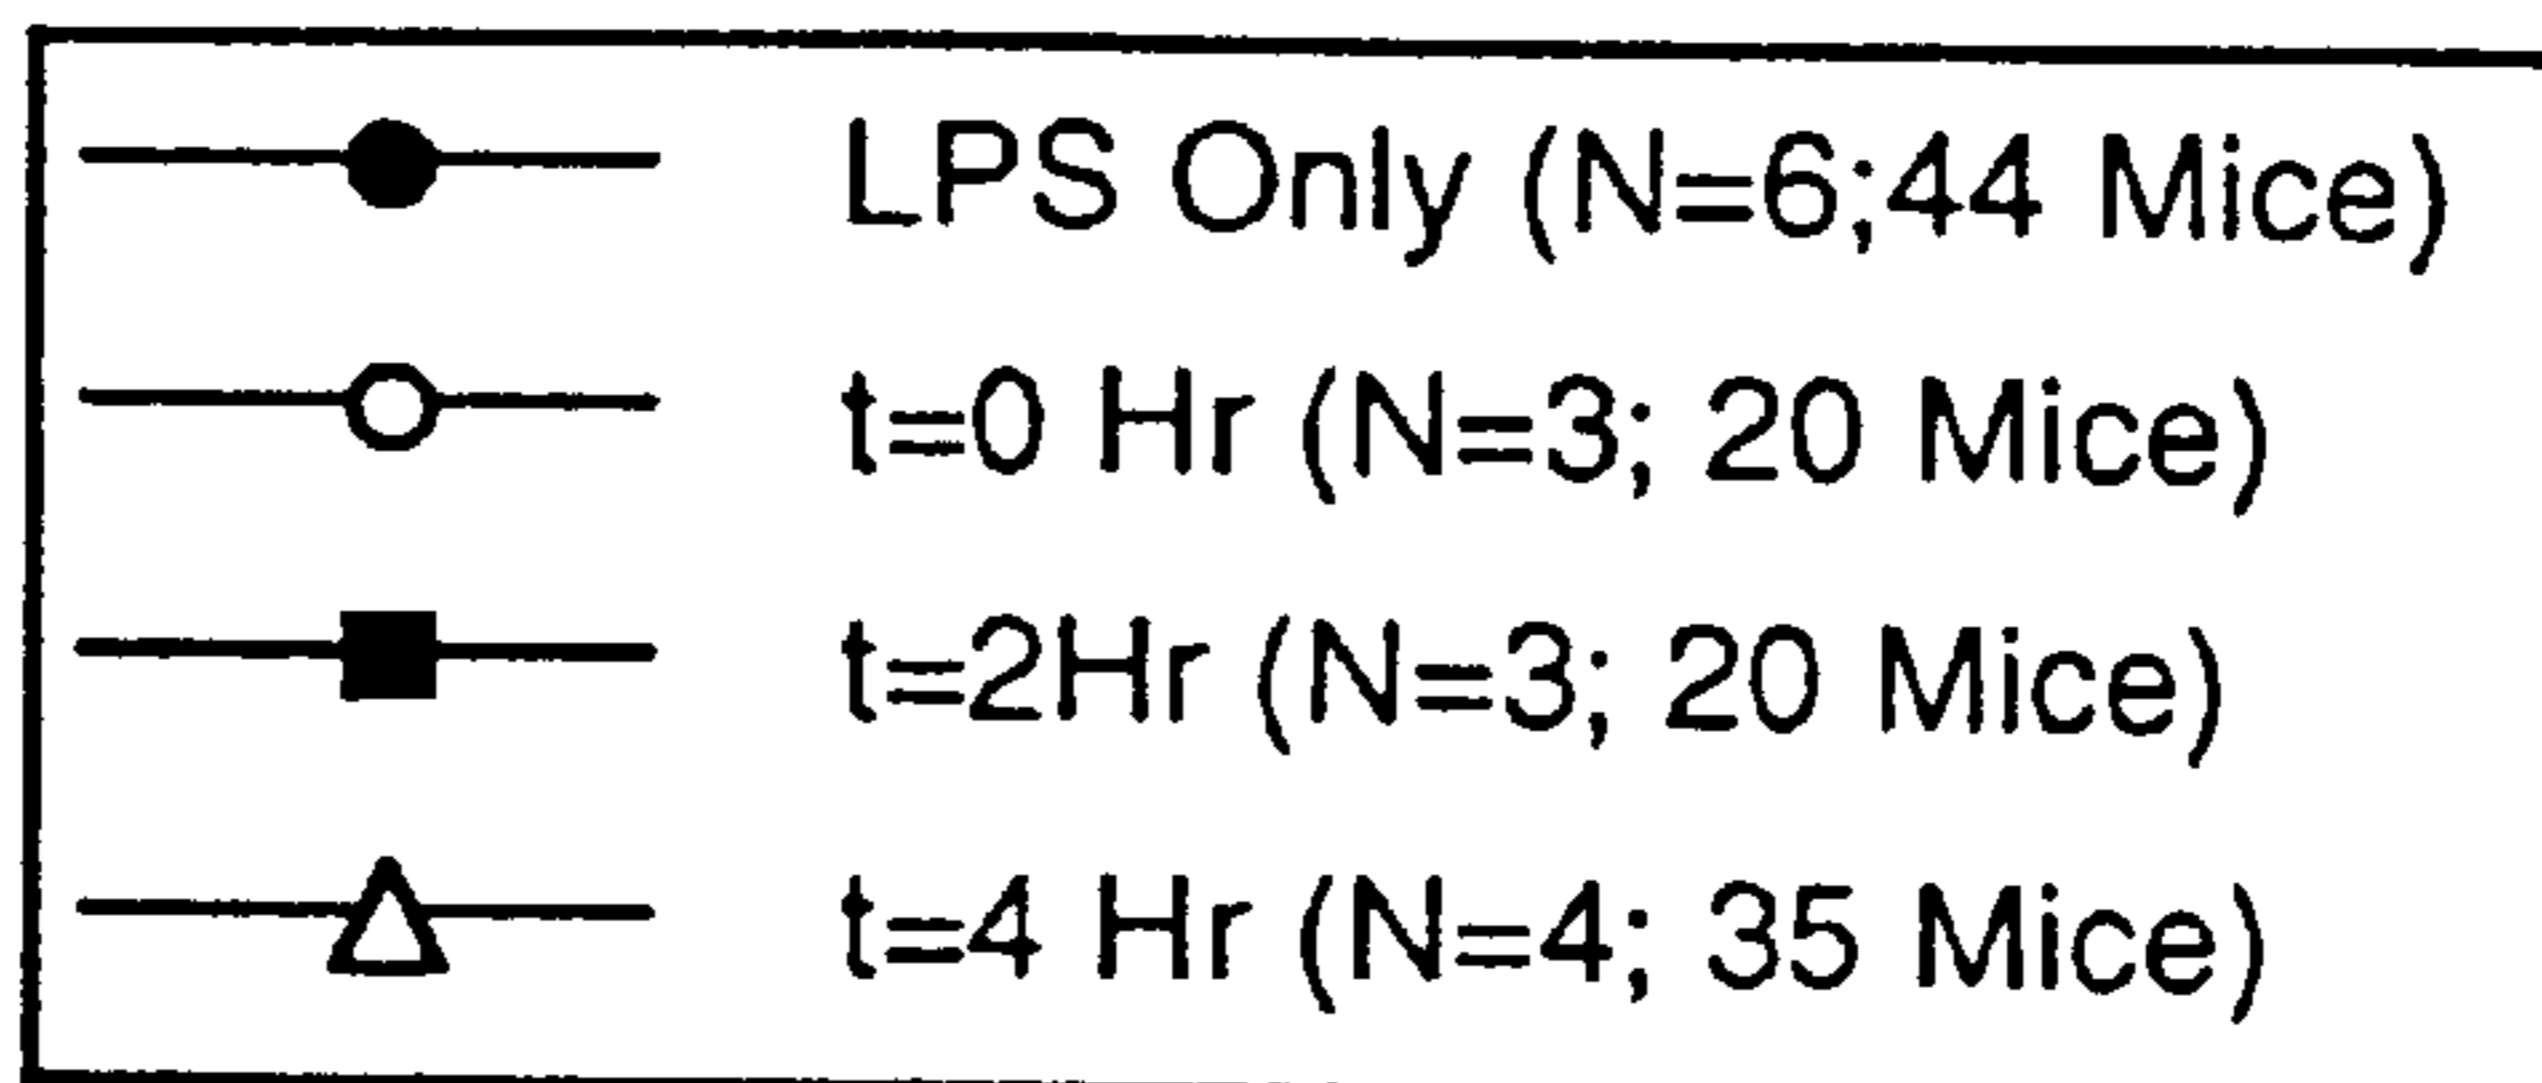 LPS Only (N=6;44 Mice)
t=0 Hr (N=3; 20 Mice)
t=2Hr (N=3; 20 Mice)
t=4 Hr (N=4; 35 Mice)